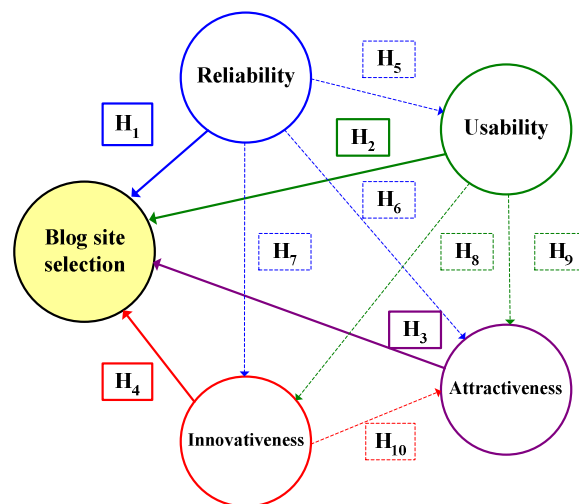 Reliability
H5
Usability
H1
H2
H6
Blog site
selection
H7
H8
H9
H3
H4
Attractiveness
Innovativeness
H10